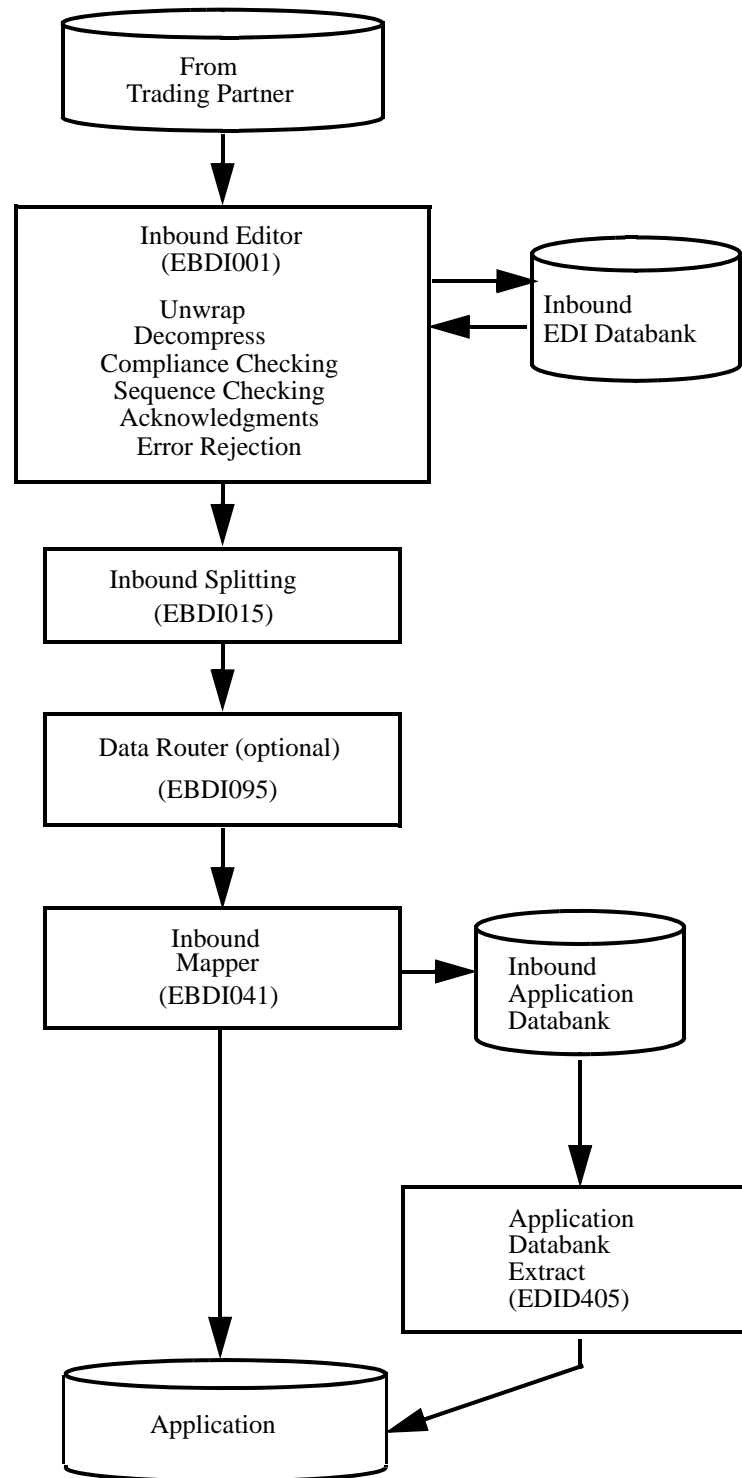 From
Trading Partner
Inbound Editor
(EBDI001)
Unwrap
Decompress
Compliance Checking
Sequence Checking
Acknowledgments
Error Rejection
Inbound
EDI Databank
Inbound Splitting
(EBDI015)
Data Router (optional)
(EBDI095)
Inbound
Mapper
(EBDI041)
Inbound
Application
Databank
Application
Databank
Extract
(EDID405)
Application